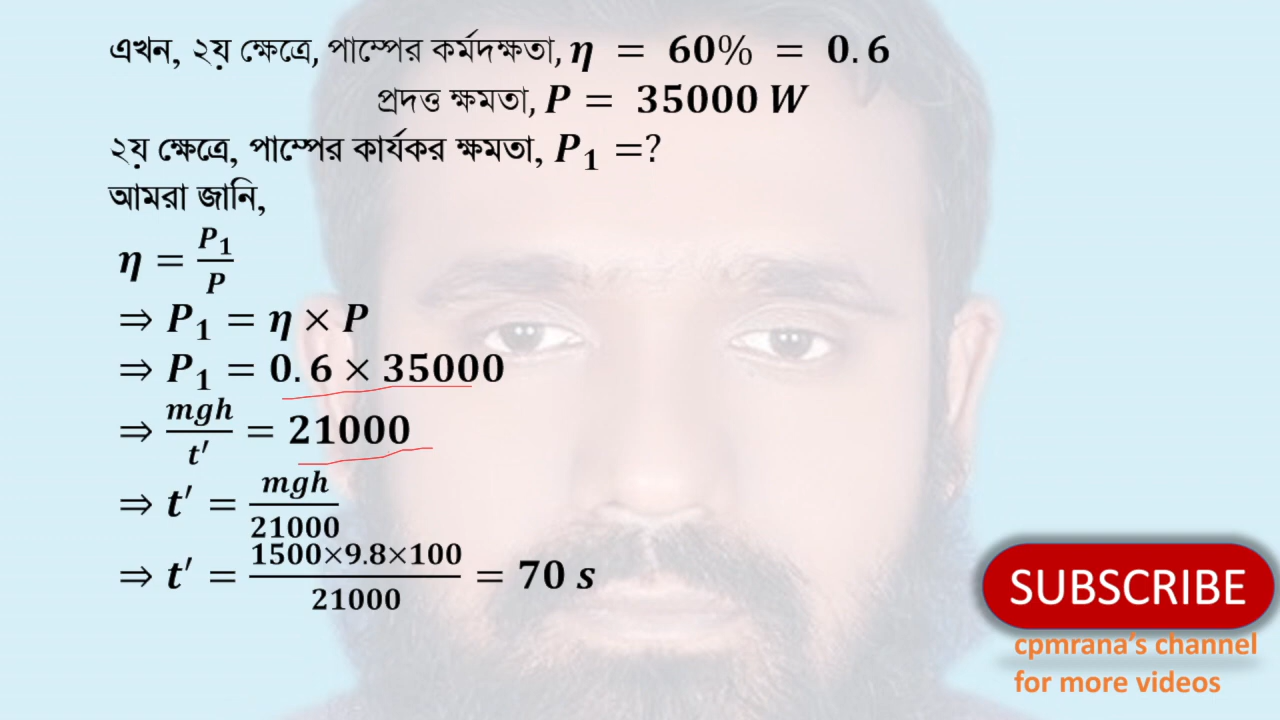 এখন, ২য় ক্ষেত্রে, পাম্পের কর্মদক্ষতা, η = 60% = 0.6
প্রদত্ত ক্ষমতা, P = 35000 W
২য় ক্ষেত্রে, পাম্পের কার্যকর ক্ষমতা, P₁ =?
আমরা জানি,
η = P₁/P
⇒ P₁ = η × P
⇒ P₁ = 0.6 × 35000
⇒ mgh/t′ = 21000
⇒ t′ = mgh/21000
⇒ t′ = 1500×9.8×100/21000 = 70 s
SUBSCRIBE
cpmrana's channel
for more videos